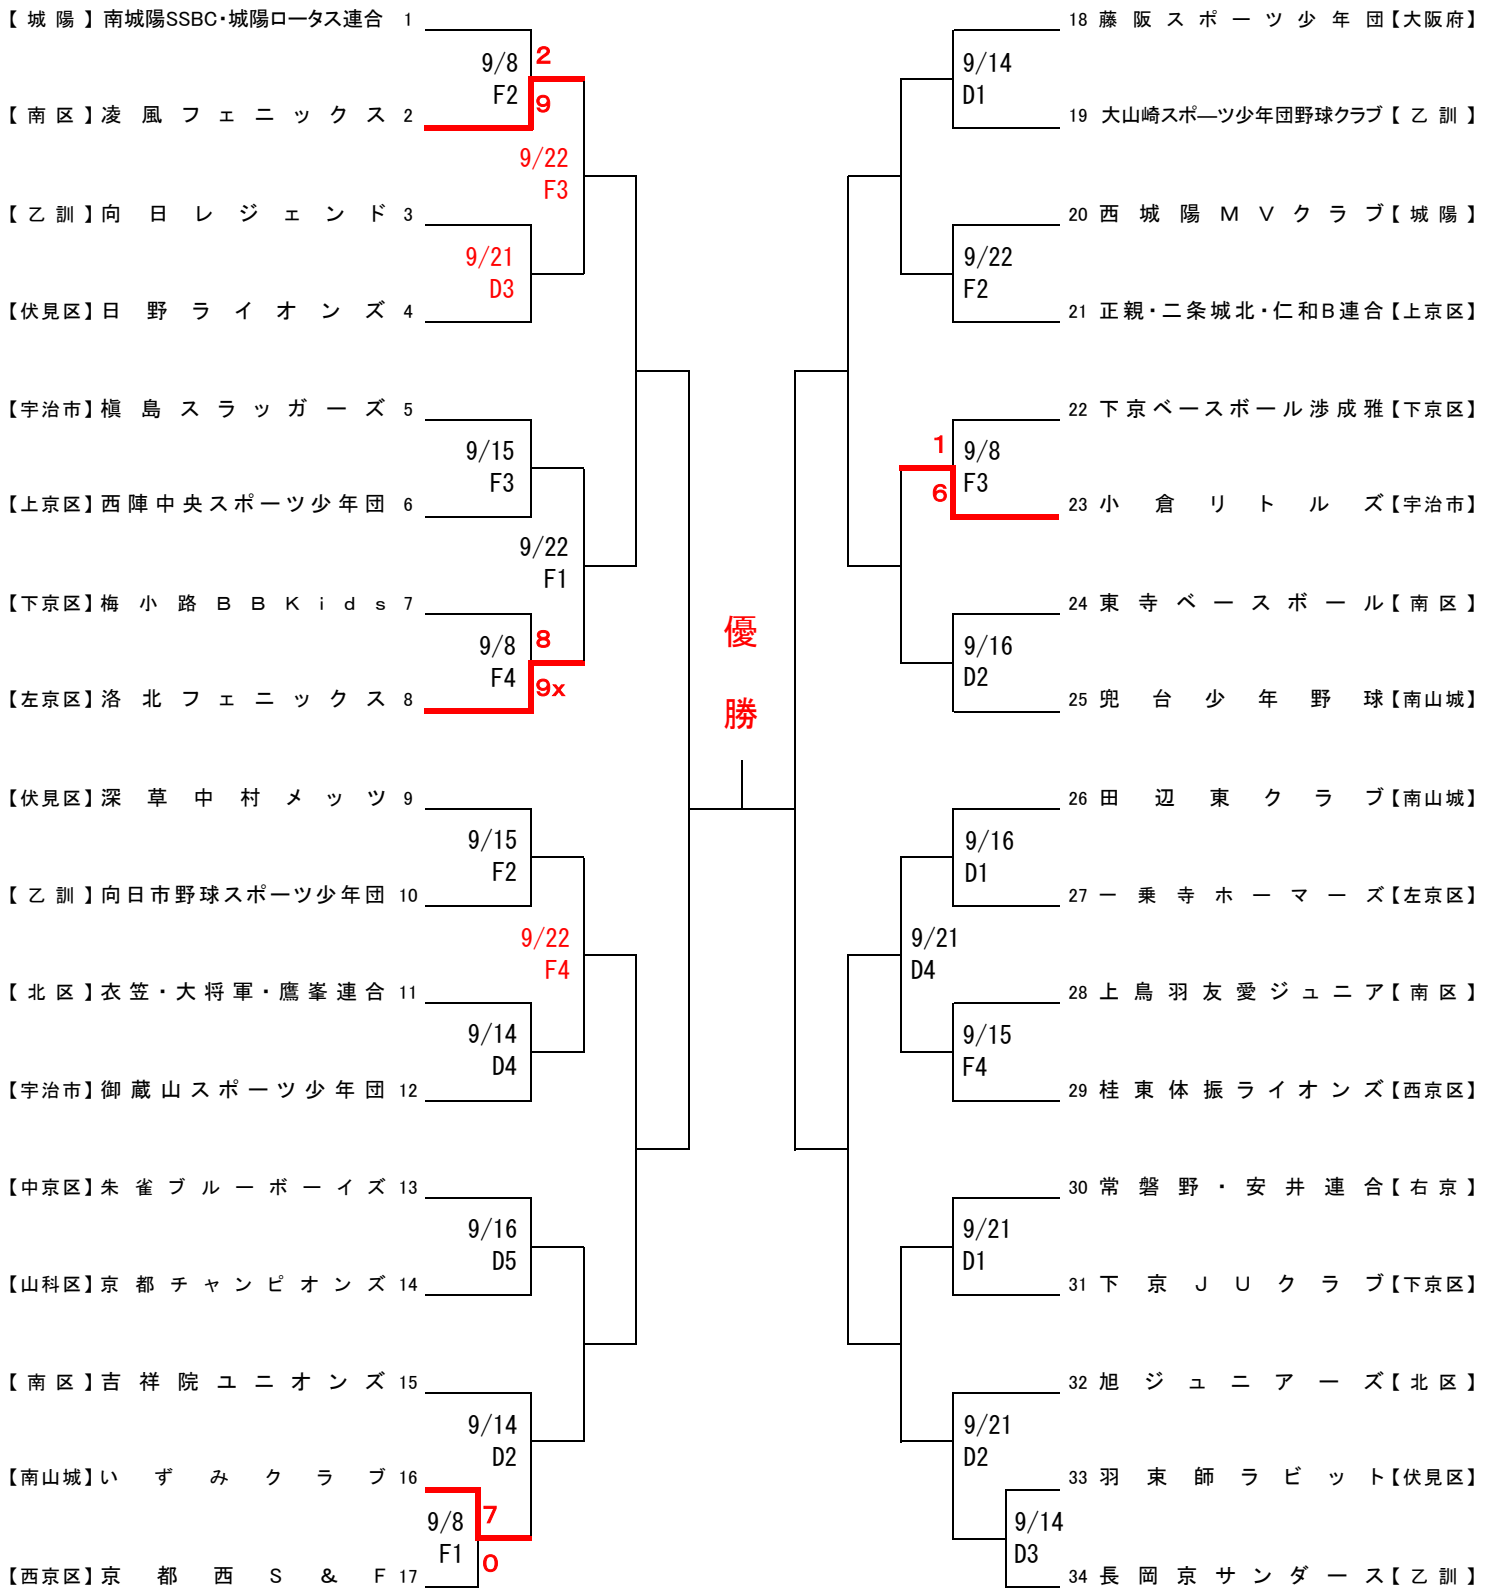 【 城 陽 】 南城陽SSBC・城陽ロータス連合 1
9/8
F2
2
9
【 南 区 】 凌風フェニックス 2
9/22
F3
【 乙 訓 】 向日レジェンド 3
9/21
D3
【伏見区】 日野ライオンズ 4
【宇治市】 槇島スラッガーズ 5
9/15
F3
【上京区】 西陣中央スポーツ少年団 6
9/22
F1
【下京区】 梅小路ＢＢＫｉｄｓ 7
9/8
F4
8
9x
【左京区】 洛北フェニックス 8
【伏見区】 深草中村メッツ 9
9/15
F2
【 乙 訓 】 向日市野球スポーツ少年団 10
9/22
F4
【 北 区 】 衣笠・大将軍・鷹峯連合 11
9/14
D4
【宇治市】 御蔵山スポーツ少年団 12
【中京区】 朱雀ブルーボーイズ 13
9/16
D5
【山科区】 京都チャンピオンズ 14
【 南 区 】 吉祥院ユニオンズ 15
9/14
D2
【南山城】 いずみクラブ 16
9/8
F1
7
0
【西京区】 京都西Ｓ＆Ｆ 17
優
勝
18 藤阪スポーツ少年団 【大阪府】
9/14
D1
19 大山崎スポーツ少年団野球クラブ 【 乙 訓 】
20 西城陽ＭＶクラブ 【 城 陽 】
9/22
F2
21 正親・二条城北・仁和B連合 【上京区】
22 下京ベースボール渉成雅 【下京区】
1
6
9/8
F3
23 小倉リトルズ 【宇治市】
24 東寺ベースボール 【 南 区 】
9/16
D2
25 兜台少年野球 【南山城】
26 田辺東クラブ 【南山城】
9/16
D1
27 一乗寺ホーマーズ 【左京区】
9/21
D4
28 上鳥羽友愛ジュニア 【 南 区 】
9/15
F4
29 桂東体振ライオンズ 【西京区】
30 常磐野・安井連合 【 右 京 】
9/21
D1
31 下京ＪＵクラブ 【下京区】
32 旭ジュニアーズ 【 北 区 】
9/21
D2
33 羽束師ラビット 【伏見区】
9/14
D3
34 長岡京サンダース 【 乙 訓 】